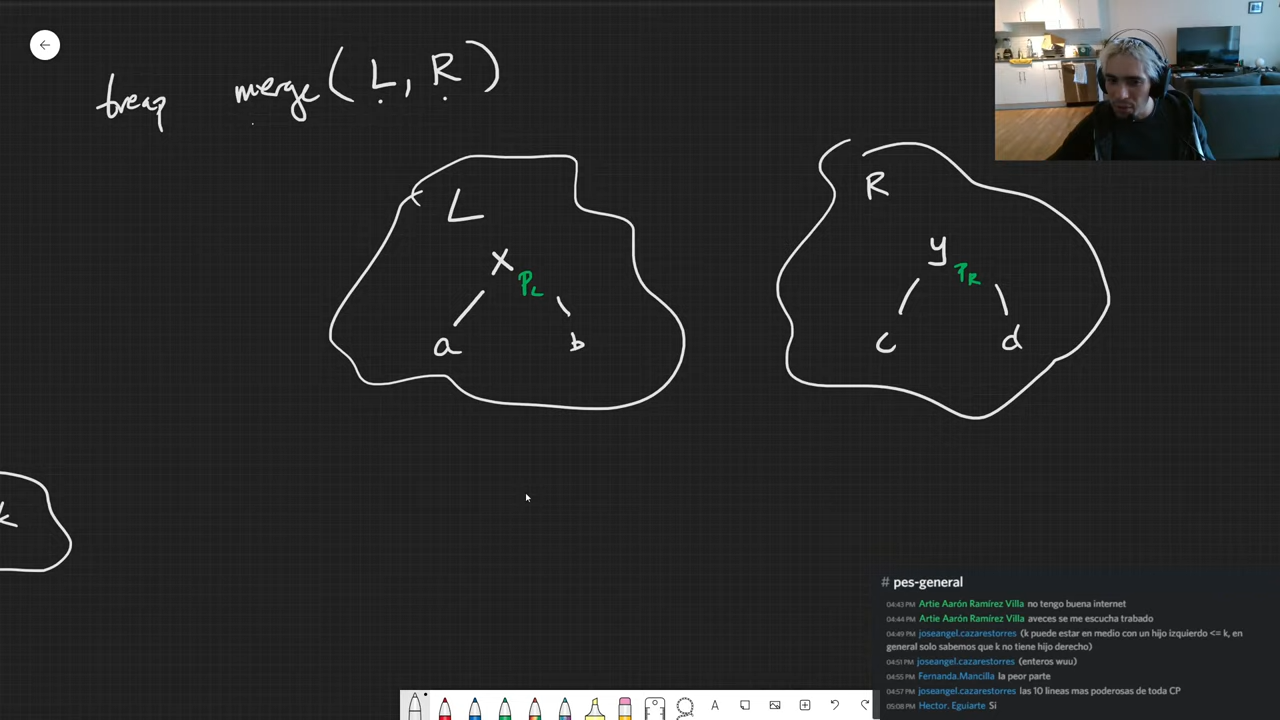 treap merge(L, R)
L
R
x
P_L
y
P_R
a
b
c
d
k
A
# pes-general
04:43 PM Artie Aarón Ramírez Villa no tengo buena internet
04:44 PM Artie Aarón Ramírez Villa aveces se me escucha trabado
04:49 PM joseangel.cazarestorres (k puede estar en medio con un hijo izquierdo <= k, en
general solo sabemos que k no tiene hijo derecho)
04:51 PM joseangel.cazarestorres (enteros wuu)
04:55 PM Fernanda.Mancilla la peor parte
04:57 PM joseangel.cazarestorres las 10 lineas mas poderosas de toda CP
05:08 PM Hector. Eguiarte Sí